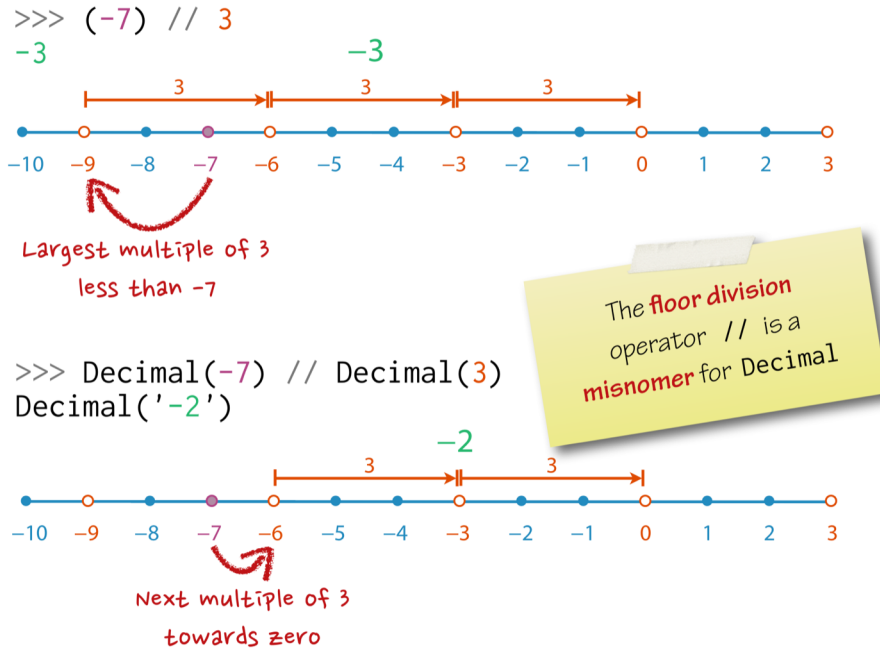 >>> (−7) // 3
−3
−3
3 3 3
−10 −9 −8 −7 −6 −5 −4 −3 −2 −1 0 1 2 3
Largest multiple of 3
less than -7
The floor division
operator // is a
misnomer for Decimal
>>> Decimal(−7) // Decimal(3)
Decimal('−2')
−2
3 3
−10 −9 −8 −7 −6 −5 −4 −3 −2 −1 0 1 2 3
Next multiple of 3
towards zero